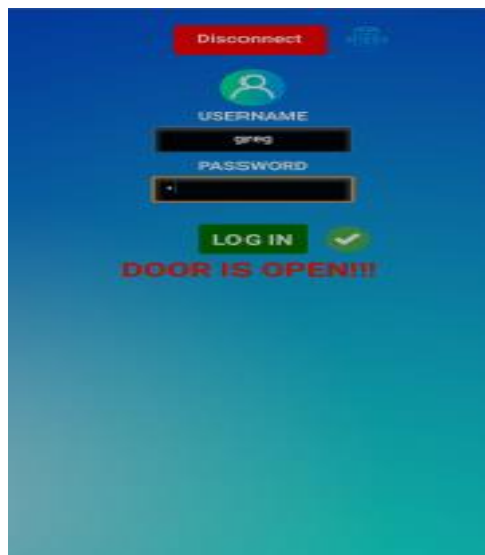 Disconnect
USERNAME
greg
PASSWORD
*
LOG IN
DOOR IS OPEN!!!